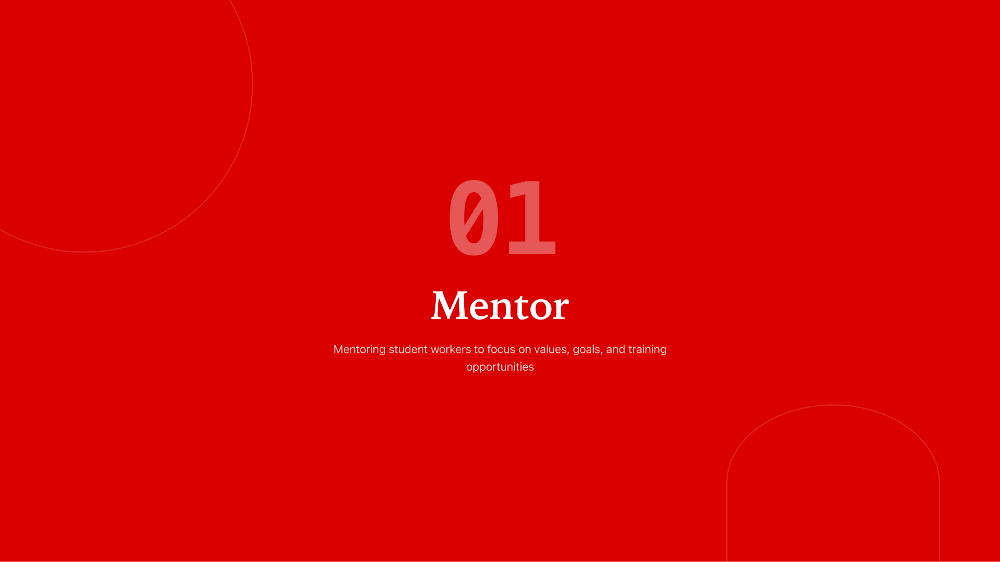 01
Mentor
Mentoring student workers to focus on values, goals, and training
opportunities